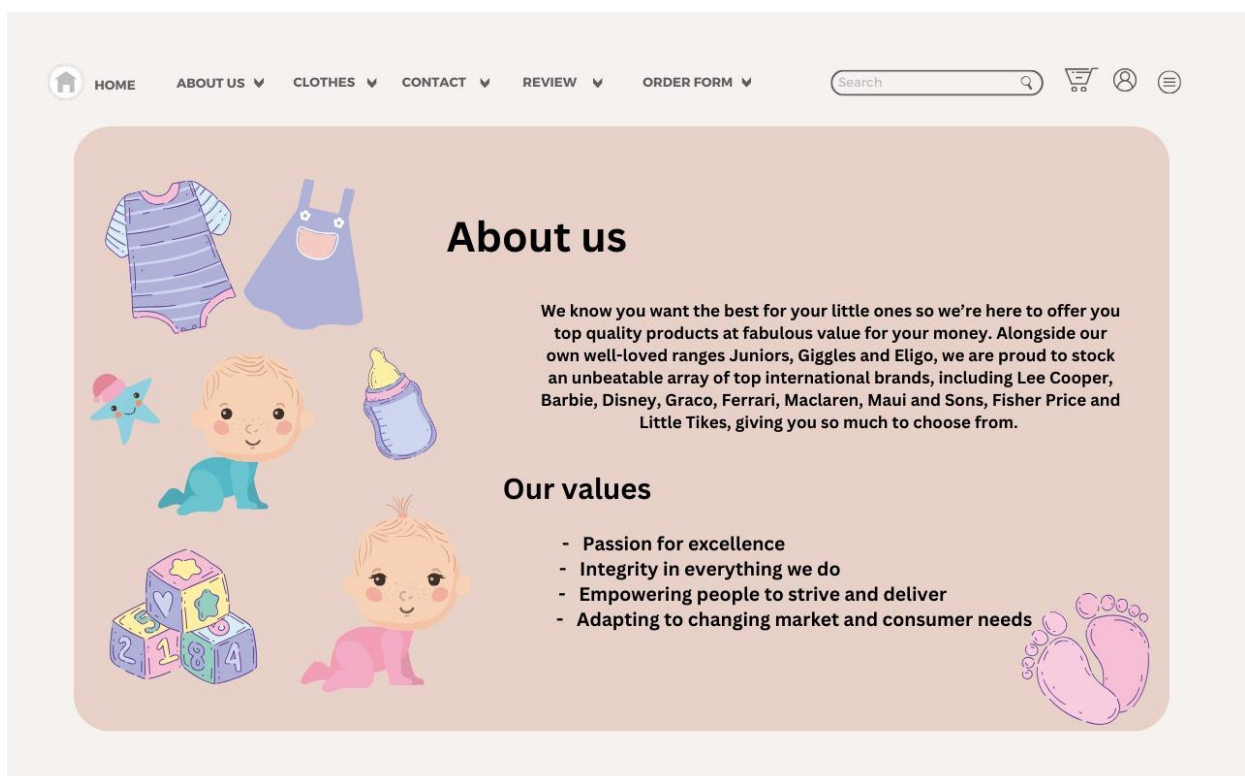 HOME ABOUT US CLOTHES CONTACT REVIEW ORDER FORM Search
About us
We know you want the best for your little ones so we’re here to offer you
top quality products at fabulous value for your money. Alongside our
own well-loved ranges Juniors, Giggles and Eligo, we are proud to stock
an unbeatable array of top international brands, including Lee Cooper,
Barbie, Disney, Graco, Ferrari, Maclaren, Maui and Sons, Fisher Price and
Little Tikes, giving you so much to choose from.
Our values
- Passion for excellence
- Integrity in everything we do
- Empowering people to strive and deliver
- Adapting to changing market and consumer needs
2 1 8 4